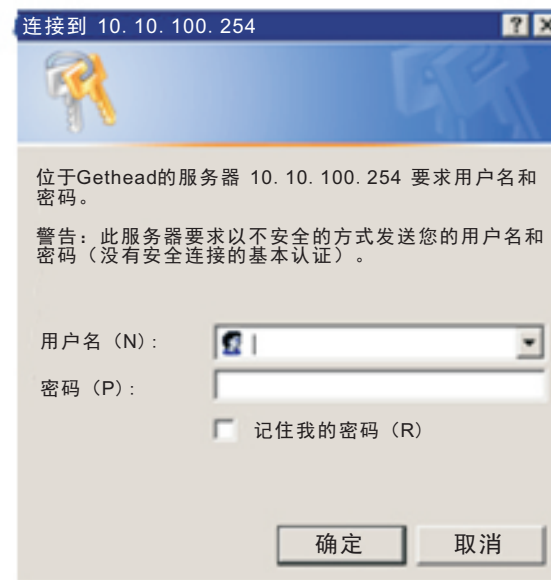 连接到 10. 10. 100. 254
位于Gethead的服务器 10. 10. 100. 254 要求用户名和
密码。
警告：此服务器要求以不安全的方式发送您的用户名和
密码（没有安全连接的基本认证）。
用户名（N）:
密码（P）:
记住我的密码（R）
确定 取消